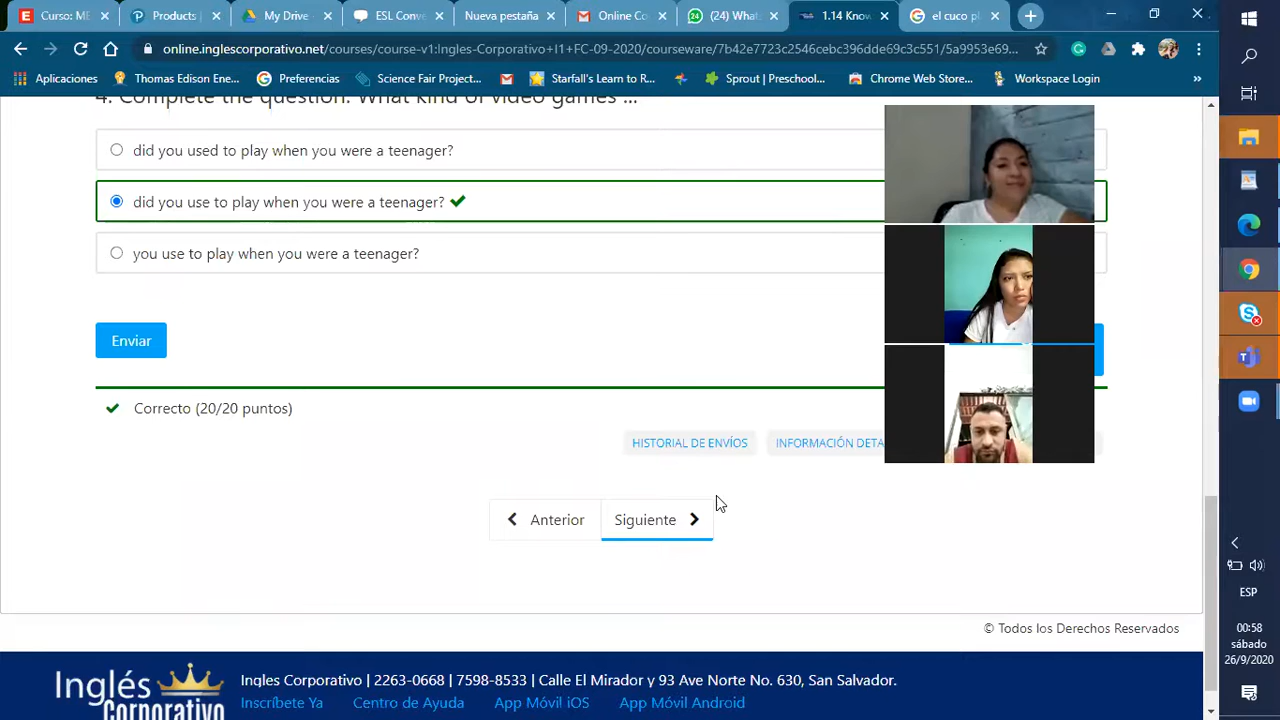 Curso: ME
Products
My Drive -
ESL Conve
Nueva pestaña
Online Co
(24) What
1.14 Know
el cuco pl
online.inglescorporativo.net/courses/course-v1:Ingles-Corporativo+I1+FC-09-2020/courseware/7b42e7723c2546cebc396dde69c3c551/5a9953e69...
Aplicaciones
Thomas Edison Ene...
Preferencias
Science Fair Project...
Starfall's Learn to R...
Sprout | Preschool...
Chrome Web Store...
Workspace Login
»
4. Complete the question: What kind of video games ...
did you used to play when you were a teenager?
did you use to play when you were a teenager?
you use to play when you were a teenager?
Enviar
Correcto (20/20 puntos)
HISTORIAL DE ENVÍOS
INFORMACIÓN DETA
Anterior
Siguiente
© Todos los Derechos Reservados
Inglés Corporativo
Ingles Corporativo | 2263-0668 | 7598-8533 | Calle El Mirador y 93 Ave Norte No. 630, San Salvador.
Inscríbete Ya
Centro de Ayuda
App Móvil iOS
App Móvil Android
ESP
00:58
sábado
26/9/2020